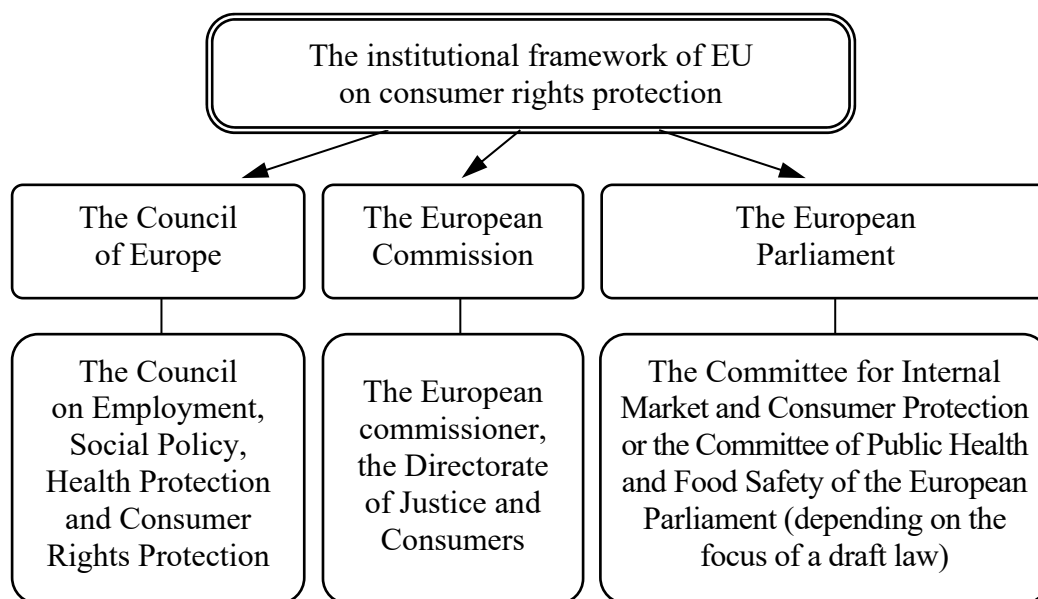 The institutional framework of EU
on consumer rights protection
The Council
of Europe
The European
Commission
The European
Parliament
The Council
on Employment,
Social Policy,
Health Protection
and Consumer
Rights Protection
The European
commissioner,
the Directorate
of Justice and
Consumers
The Committee for Internal
Market and Consumer Protection
or the Committee of Public Health
and Food Safety of the European
Parliament (depending on the
focus of a draft law)